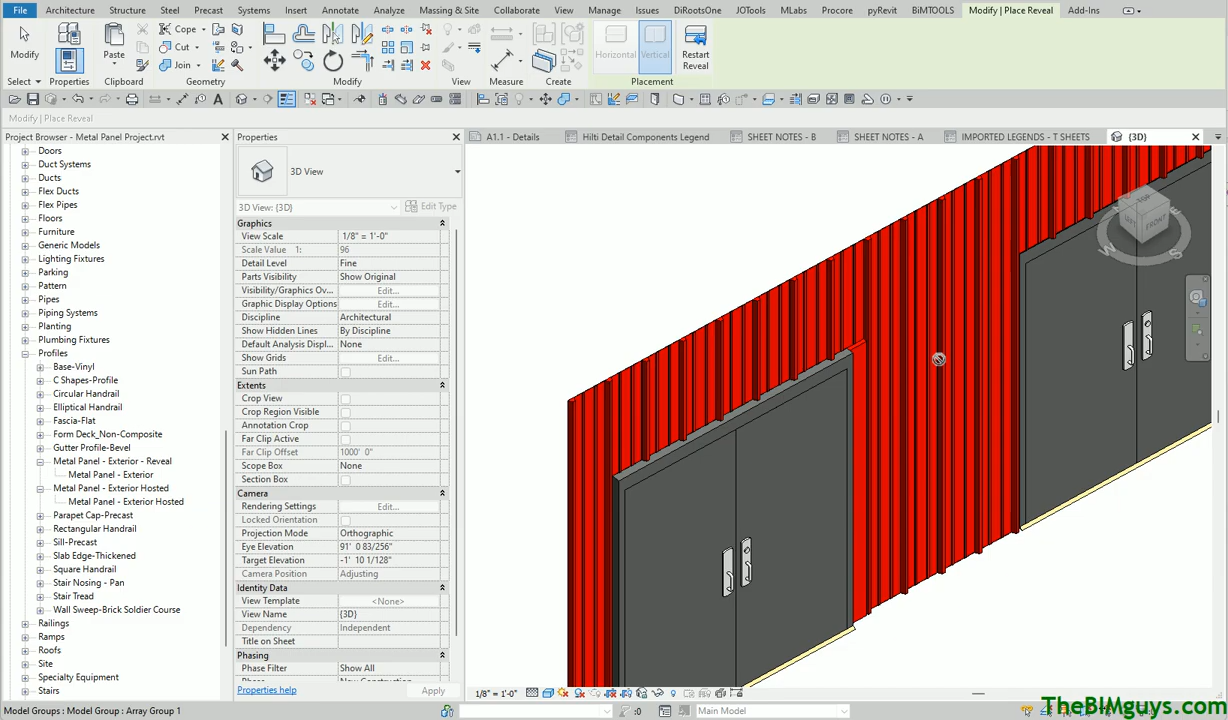 File Architecture Structure Steel Precast Systems Insert Annotate Analyze Massing & Site Collaborate View Manage Issues DiRootsOne JOTools MLabs Procore pyRevit BiMTOOLS Modify | Place Reveal Add-Ins
Modify Properties Paste Cope Cut Join Horizontal Vertical Restart Reveal
Select Properties Clipboard Geometry Modify View Measure Create Placement
Modify | Place Reveal
Project Browser - Metal Panel Project.rvt
Doors
Duct Systems
Ducts
Flex Ducts
Flex Pipes
Floors
Furniture
Generic Models
Lighting Fixtures
Parking
Pattern
Pipes
Piping Systems
Planting
Plumbing Fixtures
Profiles
Base-Vinyl
C Shapes-Profile
Circular Handrail
Elliptical Handrail
Fascia-Flat
Form Deck_Non-Composite
Gutter Profile-Bevel
Metal Panel - Exterior - Reveal
Metal Panel - Exterior
Metal Panel - Exterior Hosted
Metal Panel - Exterior Hosted
Parapet Cap-Precast
Rectangular Handrail
Sill-Precast
Slab Edge-Thickened
Square Handrail
Stair Nosing - Pan
Stair Tread
Wall Sweep-Brick Soldier Course
Railings
Ramps
Roofs
Site
Specialty Equipment
Stairs
Properties
3D View
3D View: {3D} Edit Type
Graphics
View Scale 1/8" = 1'-0"
Scale Value 1: 96
Detail Level Fine
Parts Visibility Show Original
Visibility/Graphics Ov... Edit...
Graphic Display Options Edit...
Discipline Architectural
Show Hidden Lines By Discipline
Default Analysis Displ... None
Show Grids Edit...
Sun Path
Extents
Crop View
Crop Region Visible
Annotation Crop
Far Clip Active
Far Clip Offset 1000' 0"
Scope Box None
Section Box
Camera
Rendering Settings Edit...
Locked Orientation
Projection Mode Orthographic
Eye Elevation 91' 0 83/256"
Target Elevation -1' 10 1/128"
Camera Position Adjusting
Identity Data
View Template <None>
View Name {3D}
Dependency Independent
Title on Sheet
Phasing
Phase Filter Show All
Properties help Apply
A1.1 - Details Hilti Detail Components Legend SHEET NOTES - B SHEET NOTES - A IMPORTED LEGENDS - T SHEETS {3D}
FRONT
S
1/8" = 1'-0"
Model Groups : Model Group : Array Group 1 :0 Main Model
TheBIMguys.com